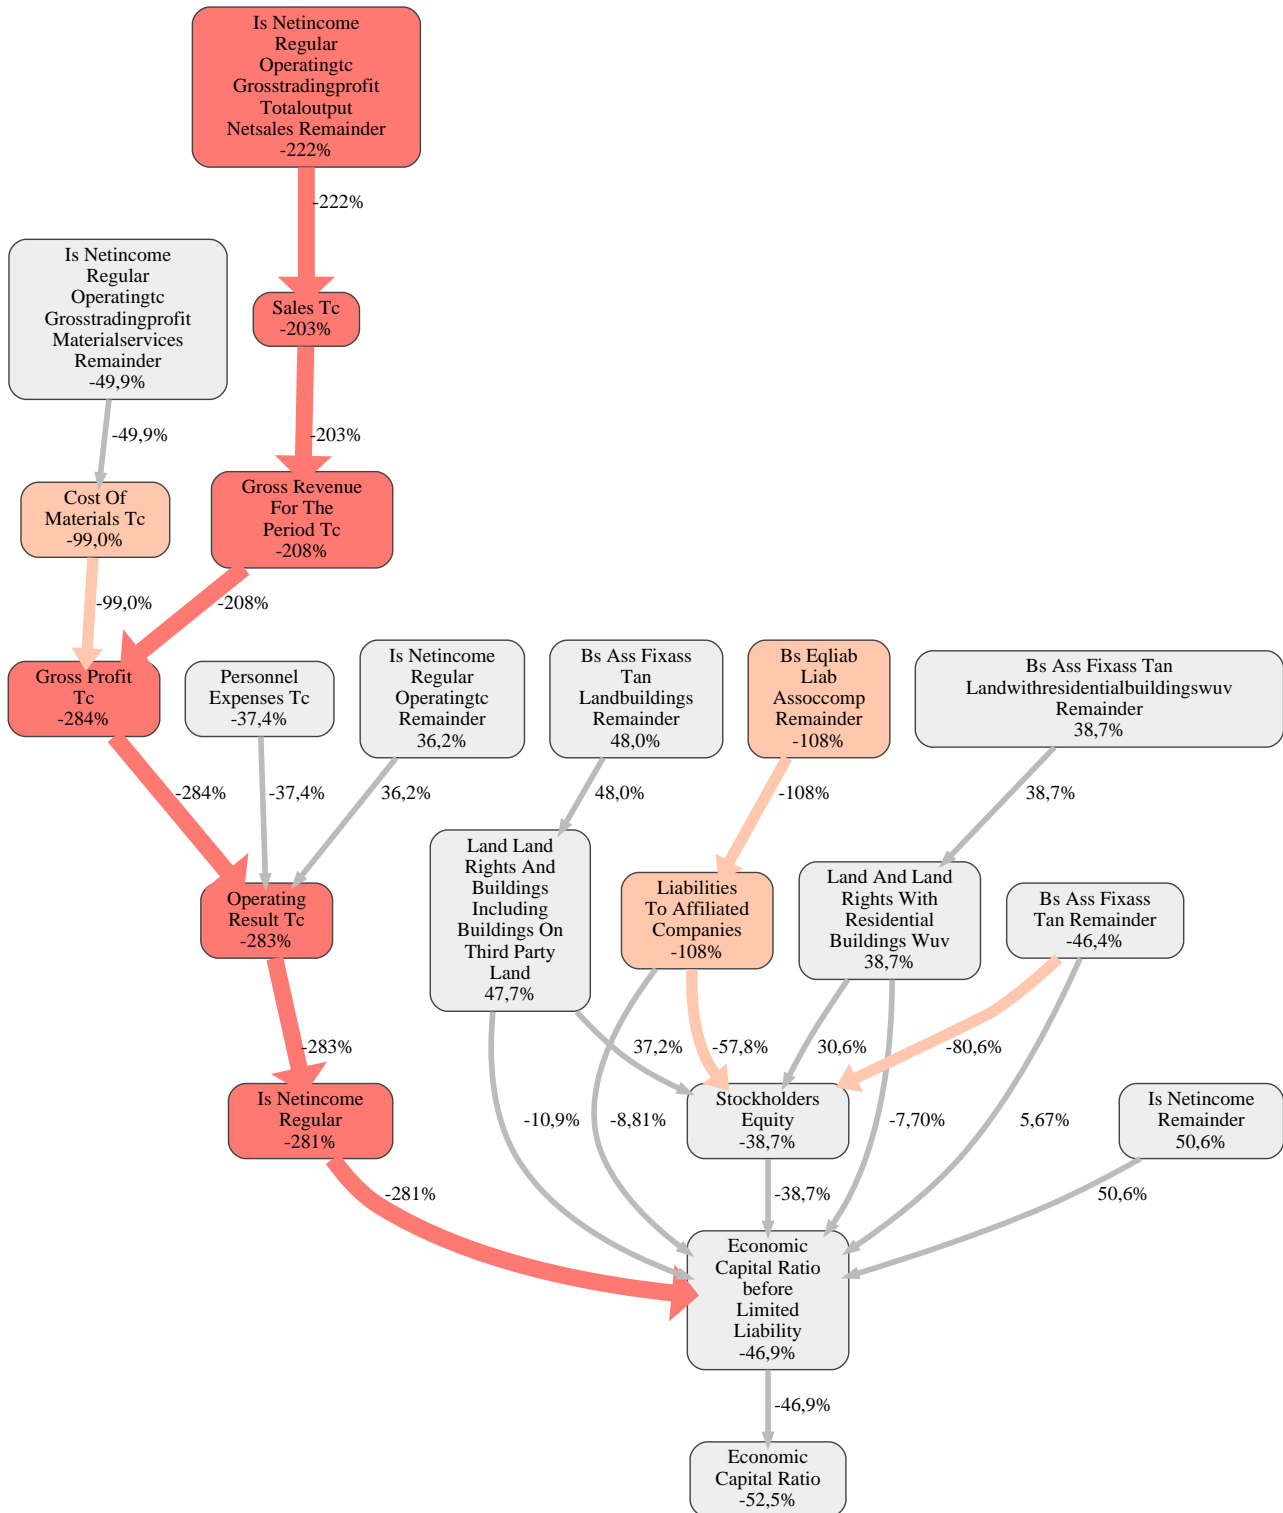 Is Netincome
Regular
Operatingtc
Grosstradingprofit
Totaloutput
Netsales Remainder
-222%
-222%
Is Netincome
Regular
Operatingtc
Grosstradingprofit
Materialservices
Remainder
-49,9%
Sales Tc
-203%
-49,9%
-203%
Cost Of
Materials Tc
-99,0%
Gross Revenue
For The
Period Tc
-208%
-99,0%
-208%
Gross Profit
Tc
-284%
Personnel
Expenses Tc
-37,4%
Is Netincome
Regular
Operatingtc
Remainder
36,2%
Bs Ass Fixass
Tan
Landbuildings
Remainder
48,0%
Bs Eqliab
Liab
Assoccomp
Remainder
-108%
Bs Ass Fixass Tan
Landwithresidentialbuildingswuv
Remainder
38,7%
-284%
-37,4%
36,2%
48,0%
-108%
38,7%
Operating
Result Tc
-283%
Land Land
Rights And
Buildings
Including
Buildings On
Third Party
Land
47,7%
Liabilities
To Affiliated
Companies
-108%
Land And Land
Rights With
Residential
Buildings Wuv
38,7%
Bs Ass Fixass
Tan Remainder
-46,4%
-283%
37,2%
-57,8%
30,6%
-80,6%
Is Netincome
Regular
-281%
-10,9%
-8,81%
Stockholders
Equity
-38,7%
-7,70%
5,67%
Is Netincome
Remainder
50,6%
-281%
-38,7%
50,6%
Economic
Capital Ratio
before
Limited
Liability
-46,9%
-46,9%
Economic
Capital Ratio
-52,5%